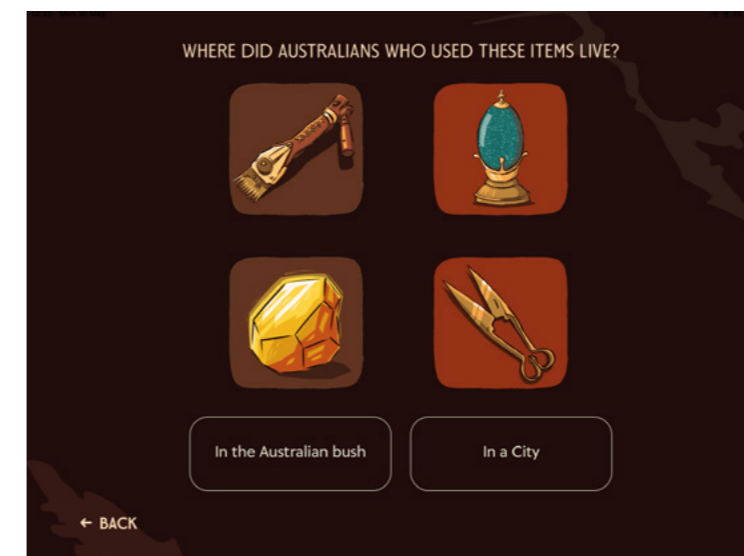 WHERE DID AUSTRALIANS WHO USED THESE ITEMS LIVE?
In the Australian bush
In a City
← BACK